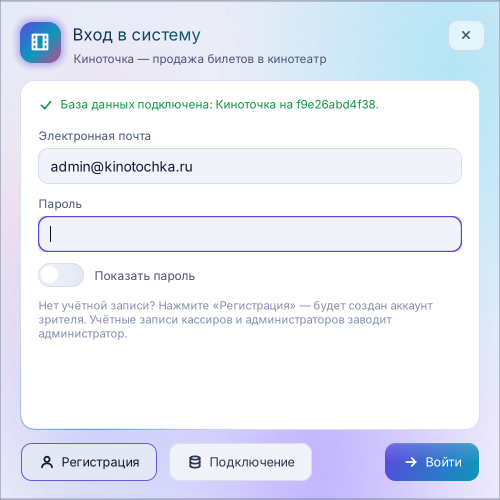 Вход в систему
Киноточка — продажа билетов в кинотеатр
База данных подключена: Киноточка на f9e26abd4f38.
Электронная почта
admin@kinotochka.ru
Пароль
Показать пароль
Нет учётной записи? Нажмите «Регистрация» — будет создан аккаунт
зрителя. Учётные записи кассиров и администраторов заводит
администратор.
Регистрация
Подключение
Войти